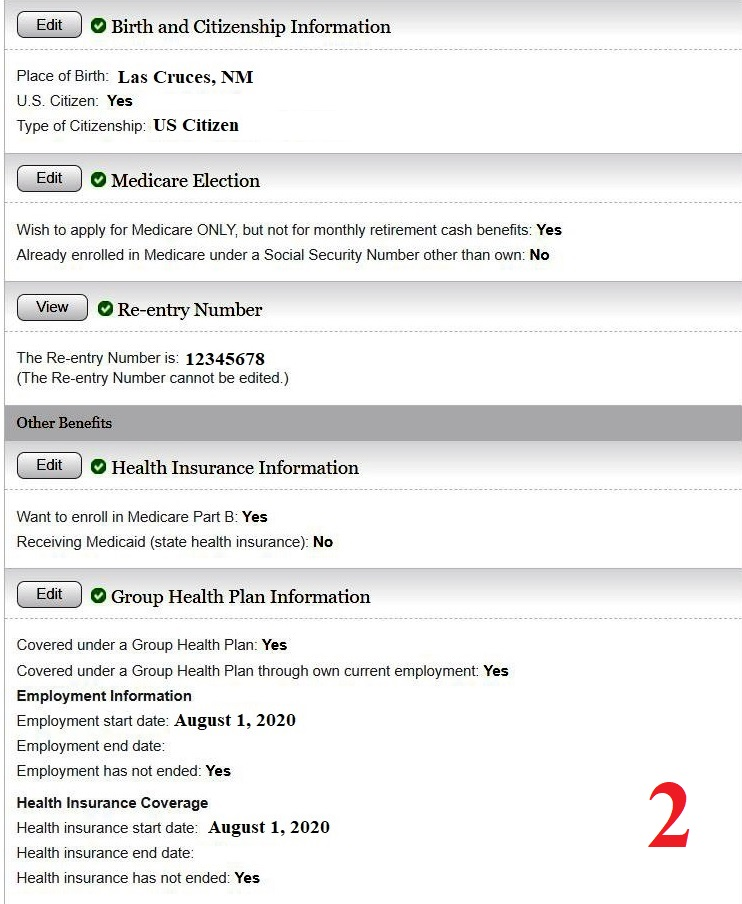 Edit Birth and Citizenship Information
Place of Birth: Las Cruces, NM
U.S. Citizen: Yes
Type of Citizenship: US Citizen
Edit Medicare Election
Wish to apply for Medicare ONLY, but not for monthly retirement cash benefits: Yes
Already enrolled in Medicare under a Social Security Number other than own: No
View Re-entry Number
The Re-entry Number is: 12345678
(The Re-entry Number cannot be edited.)
Other Benefits
Edit Health Insurance Information
Want to enroll in Medicare Part B: Yes
Receiving Medicaid (state health insurance): No
Edit Group Health Plan Information
Covered under a Group Health Plan: Yes
Covered under a Group Health Plan through own current employment: Yes
Employment Information
Employment start date: August 1, 2020
Employment end date:
Employment has not ended: Yes
Health Insurance Coverage
Health insurance start date: August 1, 2020
Health insurance end date:
Health insurance has not ended: Yes
2